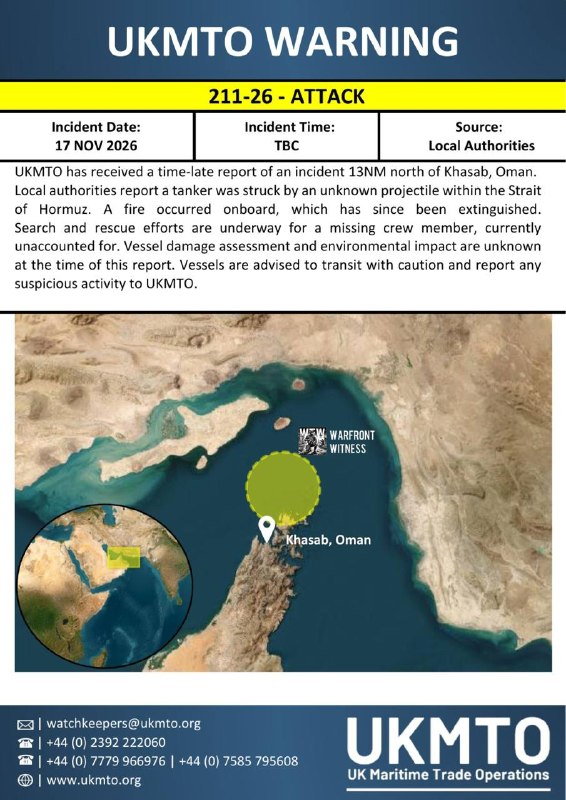 UKMTO WARNING
211-26 - ATTACK
Incident Date:
17 NOV 2026
Incident Time:
TBC
Source:
Local Authorities
UKMTO has received a time-late report of an incident 13NM north of Khasab, Oman.
Local authorities report a tanker was struck by an unknown projectile within the Strait
of Hormuz. A fire occurred onboard, which has since been extinguished.
Search and rescue efforts are underway for a missing crew member, currently
unaccounted for. Vessel damage assessment and environmental impact are unknown
at the time of this report. Vessels are advised to transit with caution and report any
suspicious activity to UKMTO.
WARFRONT
WITNESS
Khasab, Oman
| watchkeepers@ukmto.org
| +44 (0) 2392 222060
| +44 (0) 7779 966976 | +44 (0) 7585 795608
| www.ukmto.org
UKMTO
UK Maritime Trade Operations